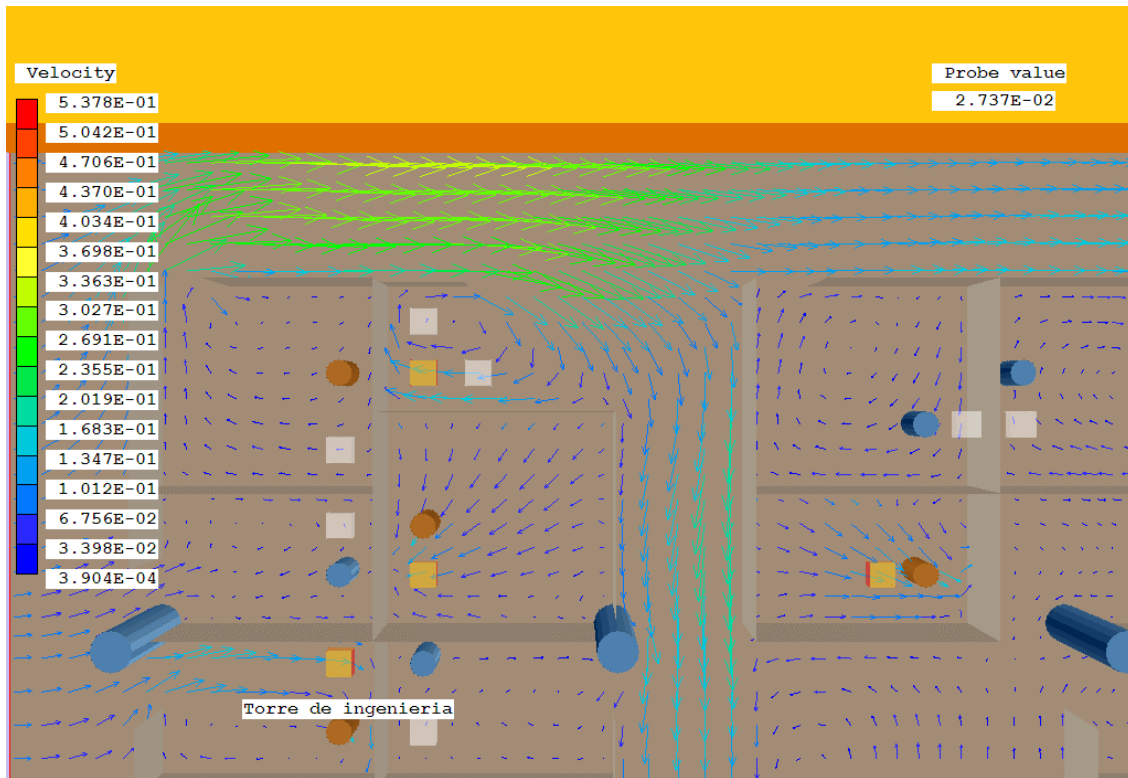 Velocity
Probe value
5.378E-01
2.737E-02
5.042E-01
4.706E-01
4.370E-01
4.034E-01
3.698E-01
3.363E-01
3.027E-01
2.691E-01
2.355E-01
2.019E-01
1.683E-01
1.347E-01
1.012E-01
6.756E-02
3.398E-02
3.904E-04
Torre de ingenieria